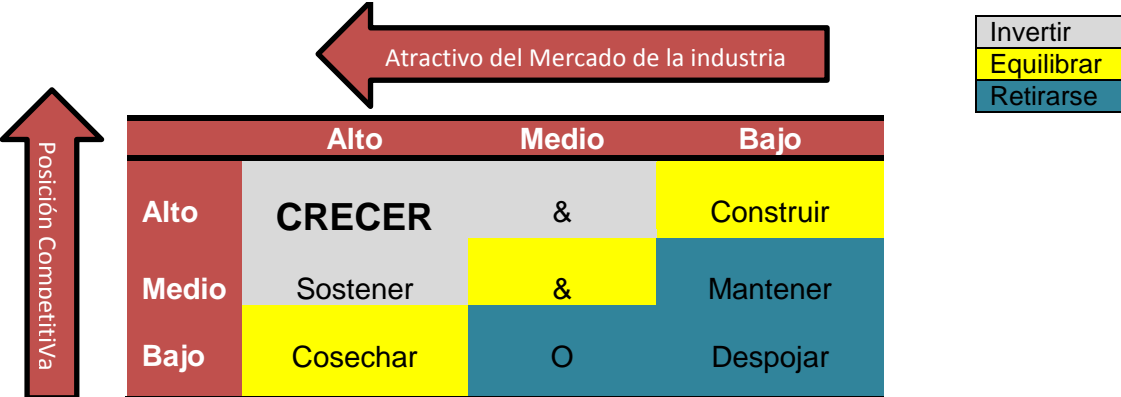 Atractivo del Mercado de la industria
Invertir
Equilibrar
Retirarse
Posición CompetitiVa
Alto Medio Bajo
Alto CRECER & Construir
Medio Sostener & Mantener
Bajo Cosechar O Despojar